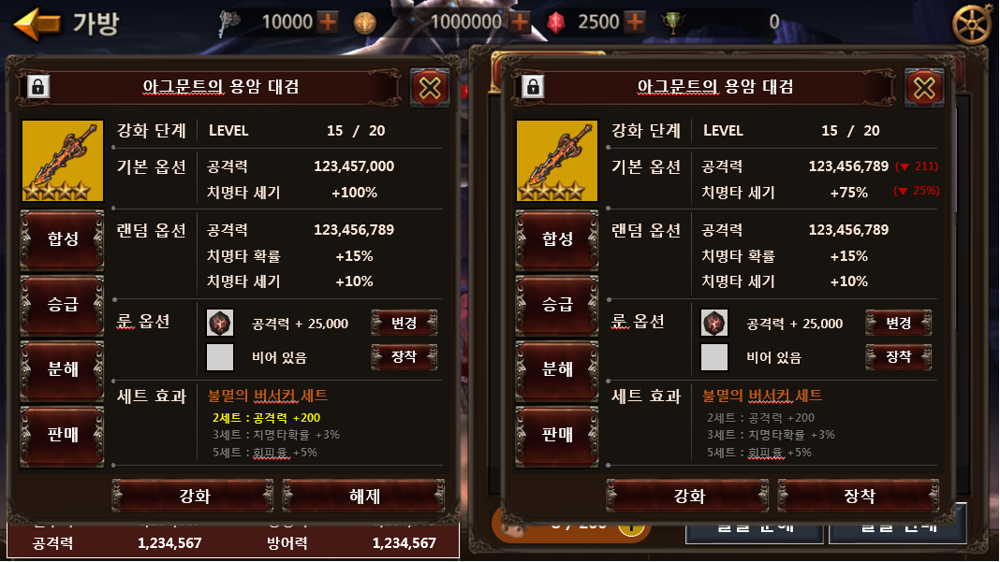 가방 10000 1000000 2500 0
아그문트의 용암 대검
강화 단계 LEVEL 15 / 20
기본 옵션 공격력 123,457,000
치명타 세기 +100%
랜덤 옵션 공격력 123,456,789
치명타 확률 +15%
치명타 세기 +10%
룬 옵션 공격력 + 25,000 변경
비어 있음 장착
세트 효과 불멸의 버서커 세트
2세트 : 공격력 +200
3세트 : 치명타확률 +3%
5세트 : 회피율 +5%
합성
승급
분해
판매
강화 해제
공격력 1,234,567 방어력 1,234,567
아그문트의 용암 대검
강화 단계 LEVEL 15 / 20
기본 옵션 공격력 123,456,789 (▼ 211)
치명타 세기 +75% (▼ 25%)
랜덤 옵션 공격력 123,456,789
치명타 확률 +15%
치명타 세기 +10%
룬 옵션 공격력 + 25,000 변경
비어 있음 장착
세트 효과 불멸의 버서커 세트
2세트 : 공격력 +200
3세트 : 치명타확률 +3%
5세트 : 회피율 +5%
합성
승급
분해
판매
강화 장착